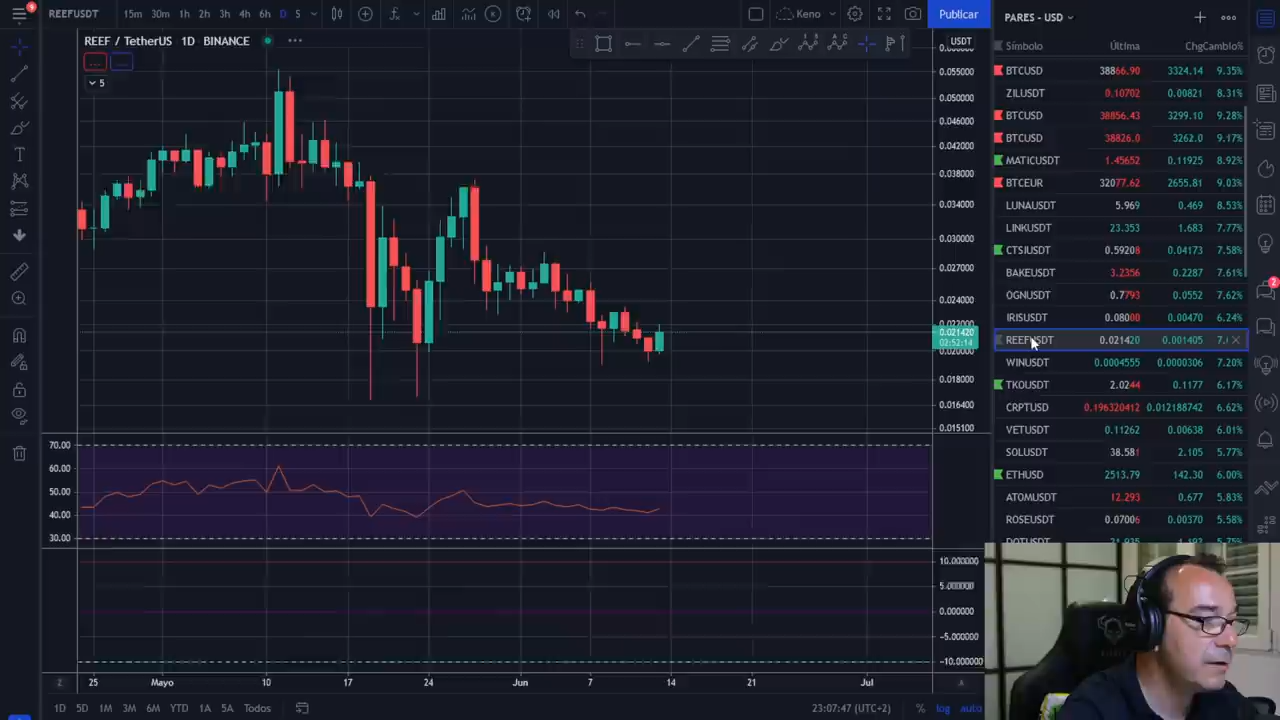 9
REEFUSDT
15m 30m 1h 2h 3h 4h 6h D 5
Keno
Publicar
REEF / TetherUS 1D BINANCE
5
USDT
0.055000
0.050000
0.046000
0.042000
0.038000
0.034000
0.030000
0.027000
0.024000
0.021420
02:52:14
0.020000
0.018000
0.016400
0.015100
70.00
60.00
50.00
40.00
30.00
10.000000
5.000000
0.000000
−5.000000
−10.000000
Z 25 Mayo 10 17 24 Jun 7 14 21 Jul A
1D 5D 1M 3M 6M YTD 1A 5A Todos
23:07:47 (UTC+2) % log auto
PARES - USD
Símbolo Última Chg Cambio%
BTCUSD 38866.90 3324.14 9.35%
ZILUSDT 0.10702 0.00821 8.31%
BTCUSD 38856.43 3299.10 9.28%
BTCUSD 38826.0 3262.0 9.17%
MATICUSDT 1.45652 0.11925 8.92%
BTCEUR 32077.62 2655.81 9.03%
LUNAUSDT 5.969 0.469 8.53%
LINKUSDT 23.353 1.683 7.77%
CTSIUSDT 0.59208 0.04173 7.58%
BAKEUSDT 3.2356 0.2287 7.61%
OGNUSDT 0.7793 0.0552 7.62%
IRISUSDT 0.08000 0.00470 6.24%
REEFUSDT 0.021420 0.001405
WINUSDT 0.0004555 0.0000306 7.20%
TKOUSDT 2.0244 0.1177 6.17%
CRPTUSD 0.196320412 0.012188742 6.62%
VETUSDT 0.11262 0.00638 6.01%
SOLUSDT 38.581 2.105 5.77%
ETHUSD 2513.79 142.30 6.00%
ATOMUSDT 12.293 0.677 5.83%
ROSEUSDT 0.07006 0.00370 5.58%
2